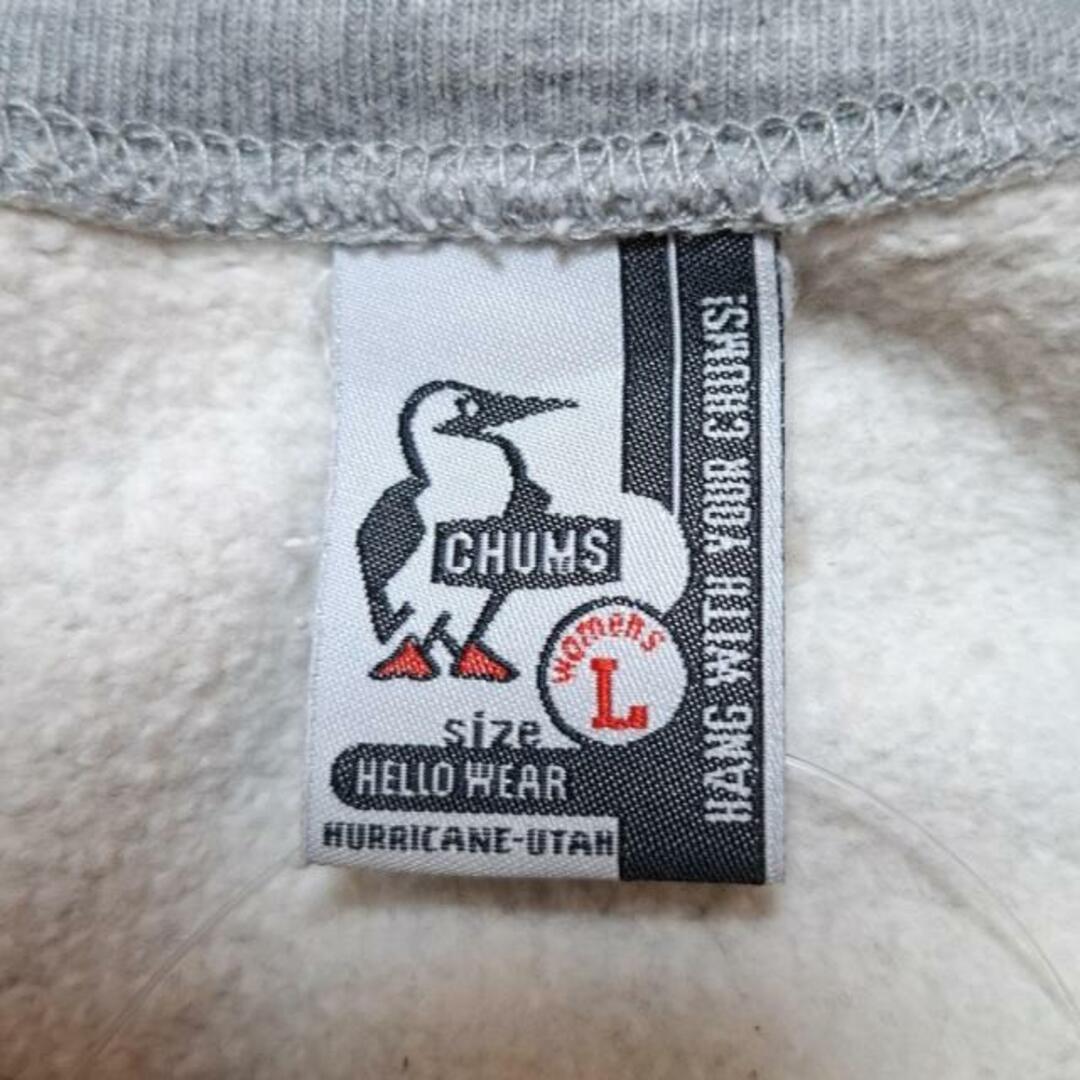 CHUMS
womens
L
size
HELLO WEAR
HURRICANE-UTAH
HANG WITH YOUR CHUMS!